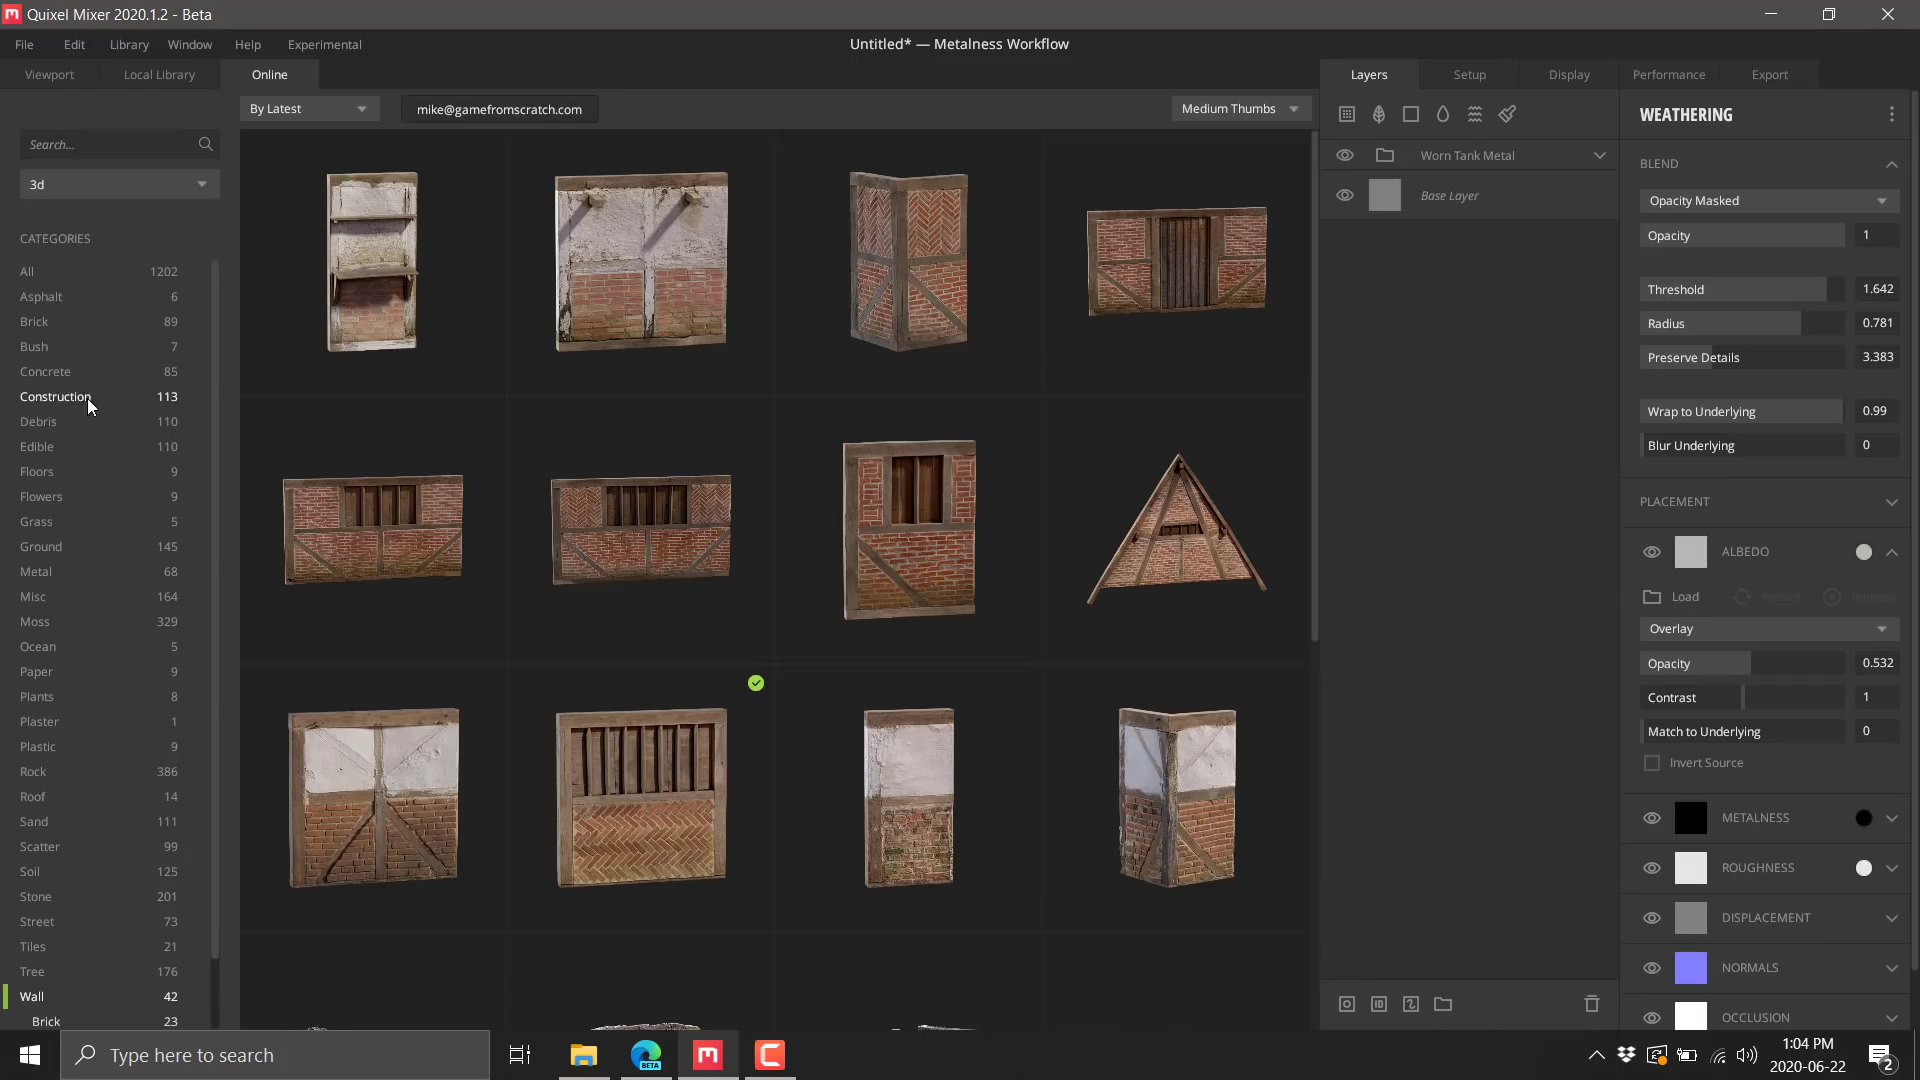 Quixel Mixer 2020.1.2 - Beta
File Edit Library Window Help Experimental
Untitled* — Metalness Workflow
Viewport Local Library Online
Layers Setup Display Performance Export
By Latest
mike@gamefromscratch.com
Medium Thumbs
Search...
3d
CATEGORIES
All 1202
Asphalt 6
Brick 89
Bush 7
Concrete 85
Construction 113
Debris 110
Edible 110
Floors 9
Flowers 9
Grass 5
Ground 145
Metal 68
Misc 164
Moss 329
Ocean 5
Paper 9
Plants 8
Plaster 1
Plastic 9
Rock 386
Roof 14
Sand 111
Scatter 99
Soil 125
Stone 201
Street 73
Tiles 21
Tree 176
Wall 42
Brick 23
Worn Tank Metal
Base Layer
WEATHERING
BLEND
Opacity Masked
Opacity 1
Threshold 1.642
Radius 0.781
Preserve Details 3.383
Wrap to Underlying 0.99
Blur Underlying 0
PLACEMENT
ALBEDO
Load
Overlay
Opacity 0.532
Contrast 1
Match to Underlying 0
Invert Source
METALNESS
ROUGHNESS
DISPLACEMENT
NORMALS
OCCLUSION
Type here to search
BETA
1:04 PM
2020-06-22
2